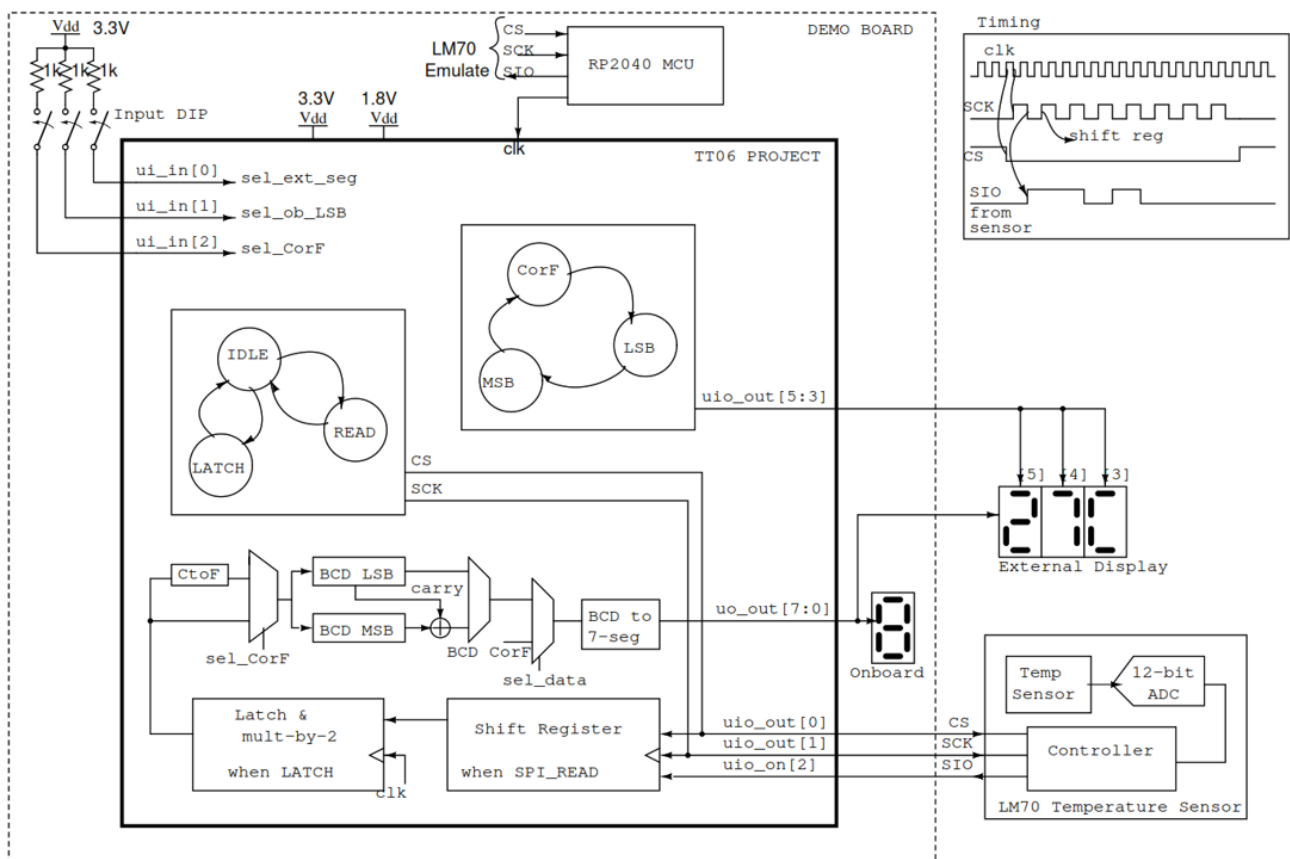 Vdd 3.3V
1k 1k 1k
Input DIP
LM70
Emulate
CS
SCK
SIO
RP2040 MCU
DEMO BOARD
3.3V
Vdd
1.8V
Vdd
clk
TT06 PROJECT
ui_in[0]
sel_ext_seg
ui_in[1]
sel_ob_LSB
ui_in[2]
sel_CorF
Timing
clk
SCK
shift reg
CS
SIO
from
sensor
CorF
LSB
MSB
IDLE
READ
LATCH
uio_out[5:3]
CS
SCK
[5] [4] [3]
27C
External Display
CtoF
BCD LSB
carry
BCD MSB
sel_CorF
BCD CorF
sel_data
BCD to
7-seg
uo_out[7:0]
8
Onboard
Latch &
mult-by-2
when LATCH
clk
Shift Register
when SPI_READ
uio_out[0]
CS
uio_out[1]
SCK
uio_on[2]
SIO
Temp
Sensor
12-bit
ADC
Controller
LM70 Temperature Sensor